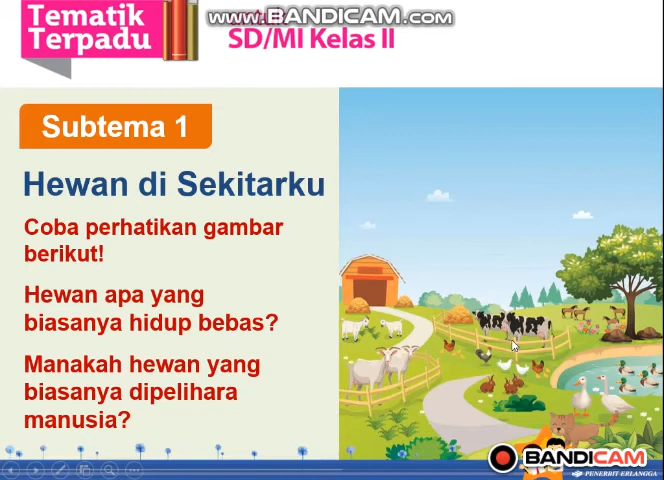 Tematik
Terpadu
www.BANDICAM.com
SD/MI Kelas II
Subtema 1
Hewan di Sekitarku
Coba perhatikan gambar
berikut!
Hewan apa yang
biasanya hidup bebas?
Manakah hewan yang
biasanya dipelihara
manusia?
BANDICAM
PENERBIT ERLANGGA